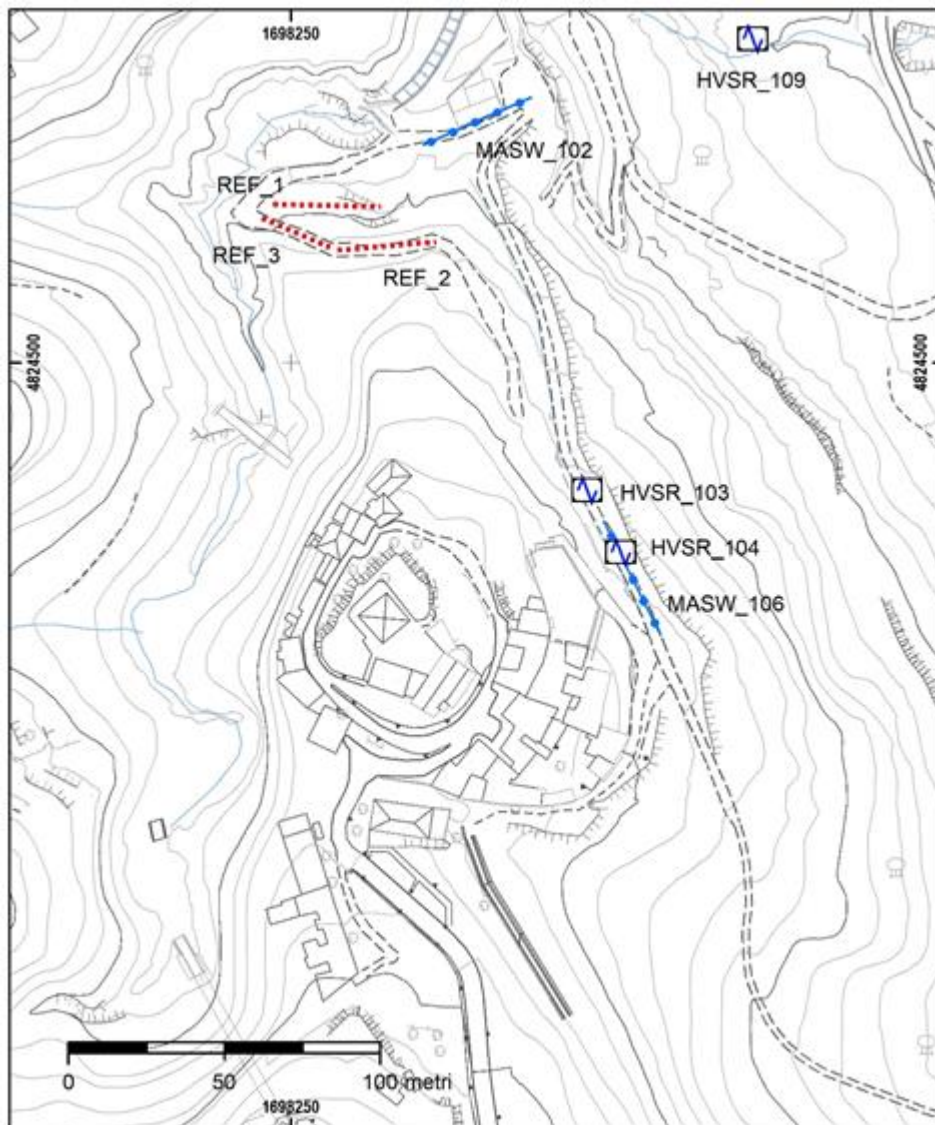 1698250
HVSR_109
MASW_102
REF_1
REF_3
REF_2
4824500
4824500
HVSR_103
HVSR_104
MASW_106
0
50
100 metri
1698250